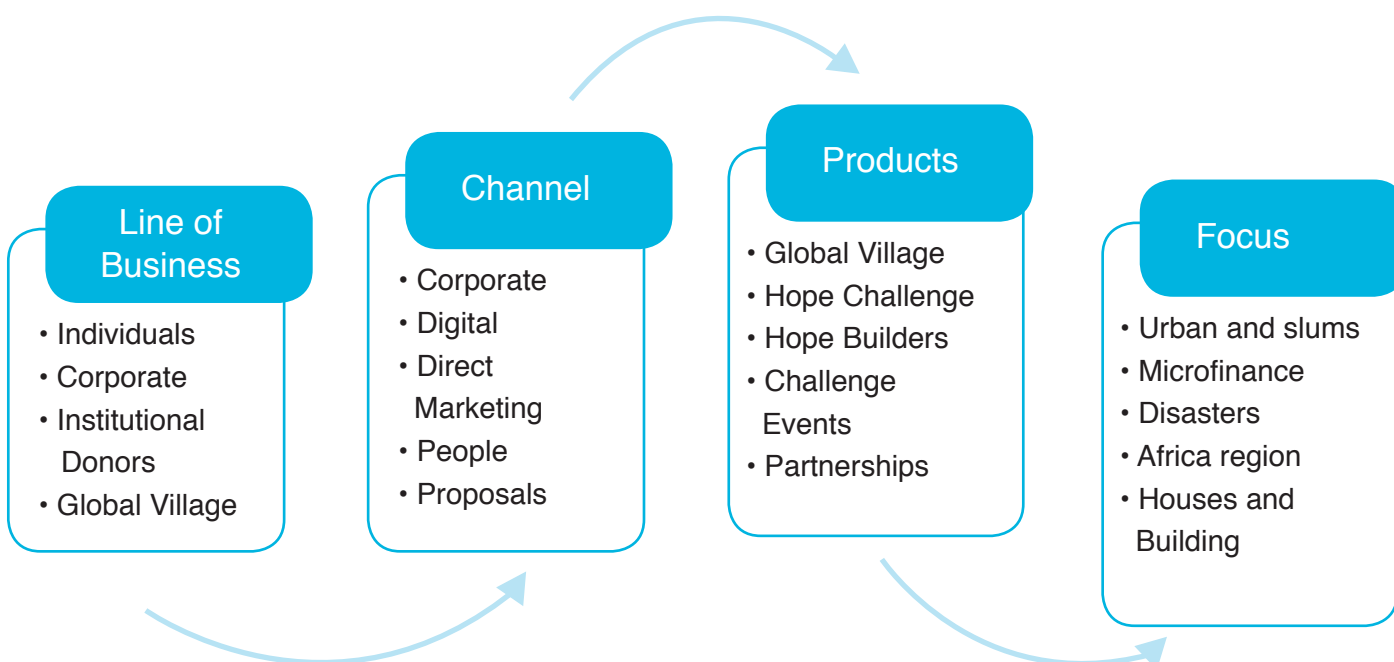 Line of
Business
• Individuals
• Corporate
• Institutional
Donors
• Global Village
Channel
• Corporate
• Digital
• Direct
Marketing
• People
• Proposals
Products
• Global Village
• Hope Challenge
• Hope Builders
• Challenge
Events
• Partnerships
Focus
• Urban and slums
• Microfinance
• Disasters
• Africa region
• Houses and
Building